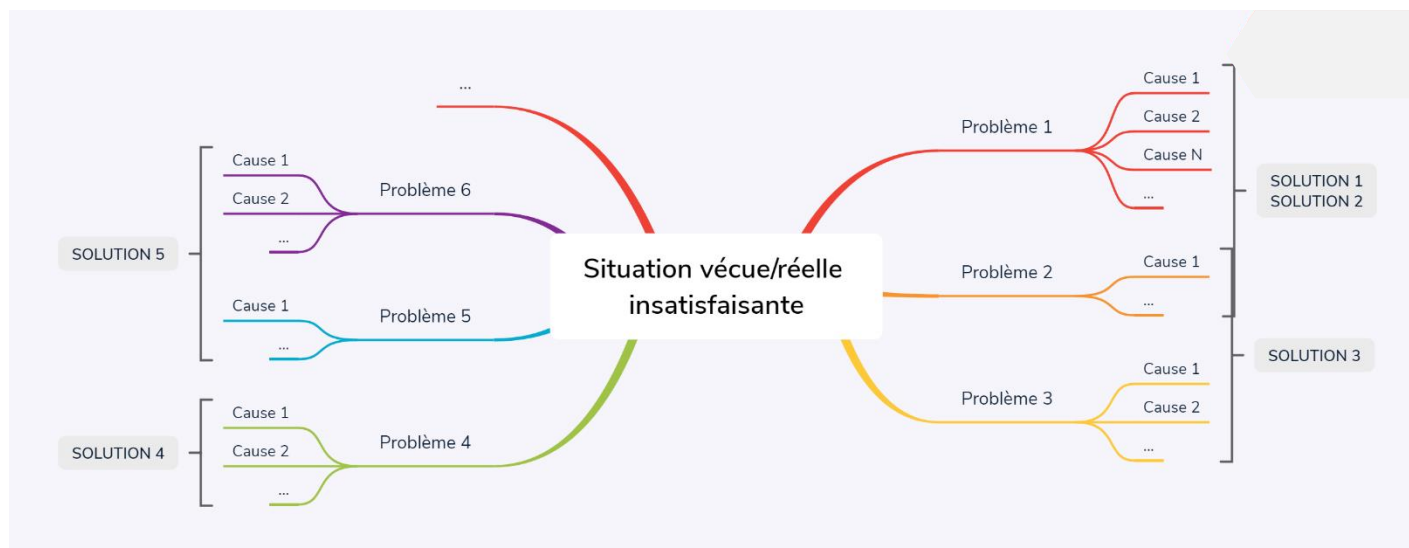 ...
Cause 1
Problème 6
Cause 2
...
SOLUTION 5
Cause 1
Problème 5
...
Cause 1
Problème 4
Cause 2
SOLUTION 4
...
Situation vécue/réelle
insatisfaisante
Cause 1
Problème 1
Cause 2
Cause N
...
SOLUTION 1
SOLUTION 2
Problème 2
Cause 1
...
Problème 3
Cause 1
Cause 2
...
SOLUTION 3